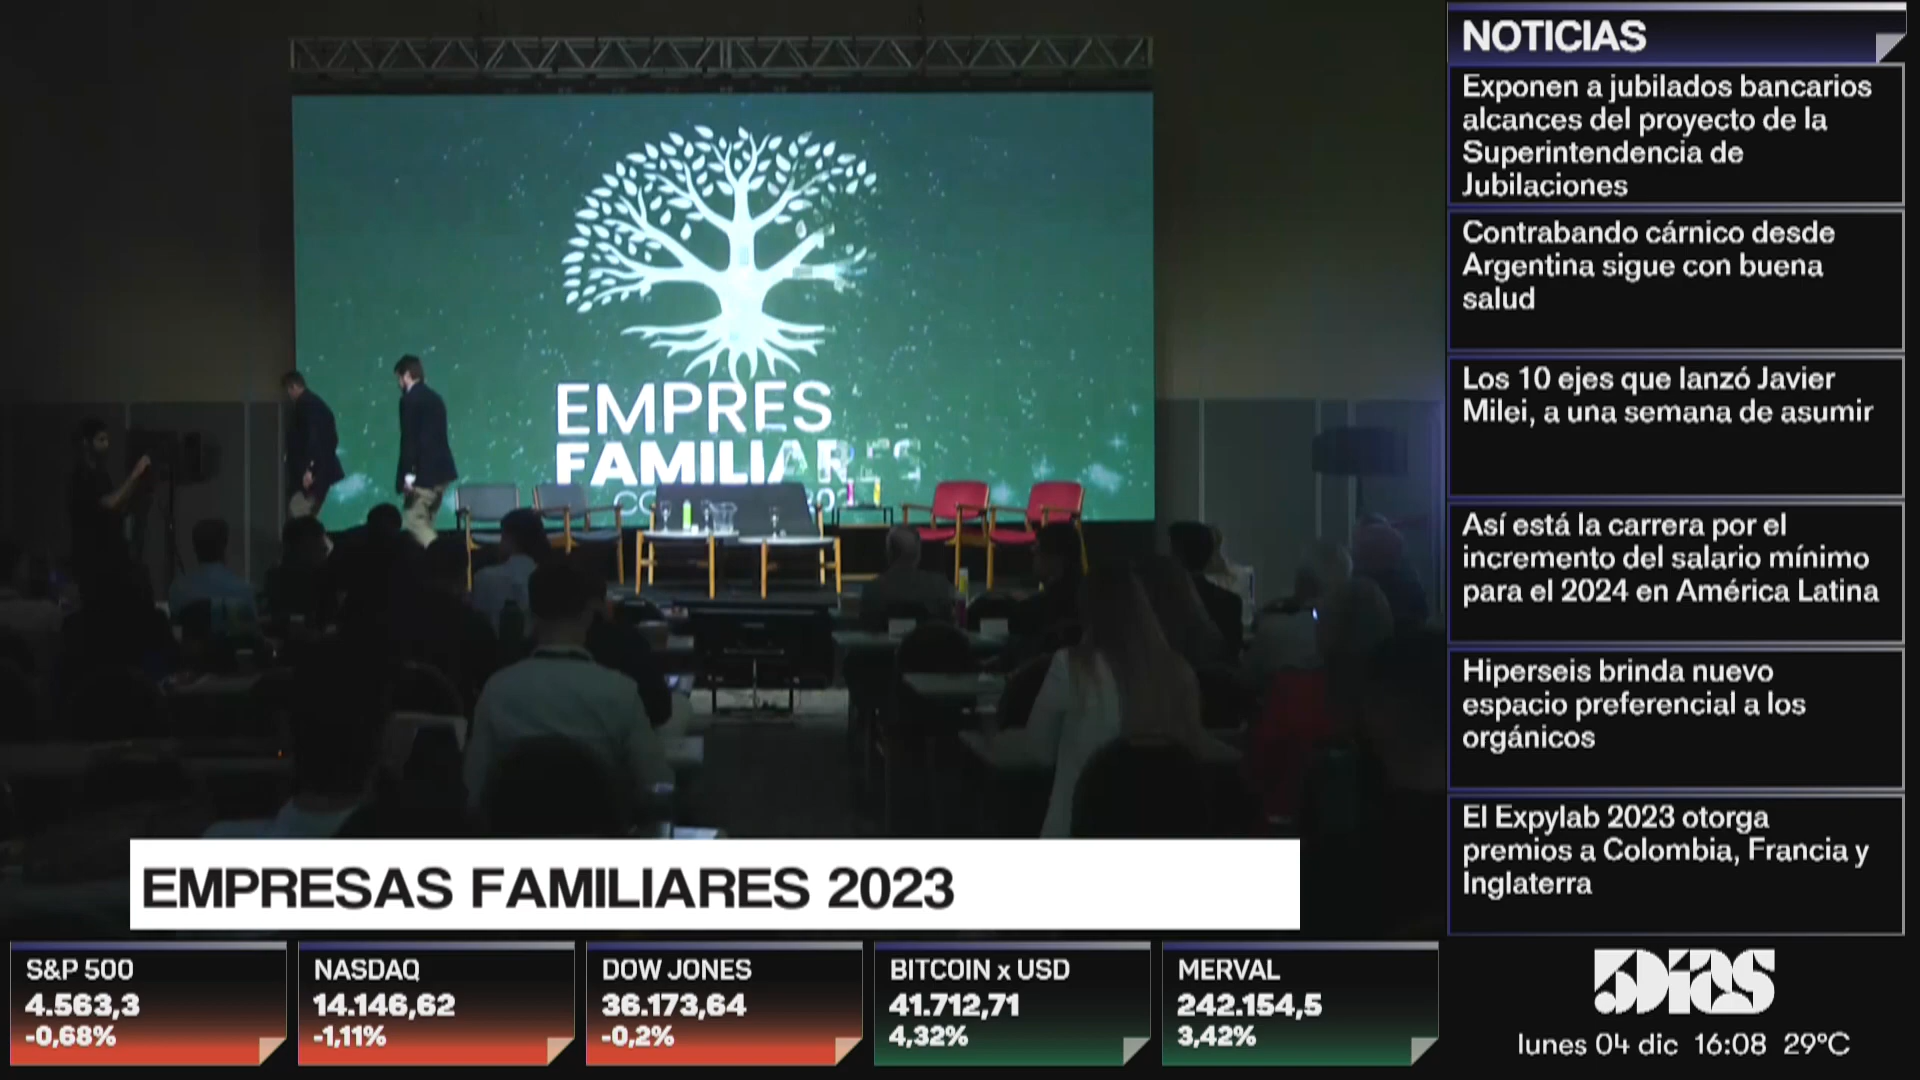 EMPRES
FAMILIARES
EMPRESAS FAMILIARES 2023
NOTICIAS
Exponen a jubilados bancarios
alcances del proyecto de la
Superintendencia de
Jubilaciones
Contrabando cárnico desde
Argentina sigue con buena
salud
Los 10 ejes que lanzó Javier
Milei, a una semana de asumir
Así está la carrera por el
incremento del salario mínimo
para el 2024 en América Latina
Hiperseis brinda nuevo
espacio preferencial a los
orgánicos
El Expylab 2023 otorga
premios a Colombia, Francia y
Inglaterra
S&P 500
4.563,3
-0,68%
NASDAQ
14.146,62
-1,11%
DOW JONES
36.173,64
-0,2%
BITCOIN x USD
41.712,71
4,32%
MERVAL
242.154,5
3,42%
5DIAS
lunes 04 dic 16:08 29°C